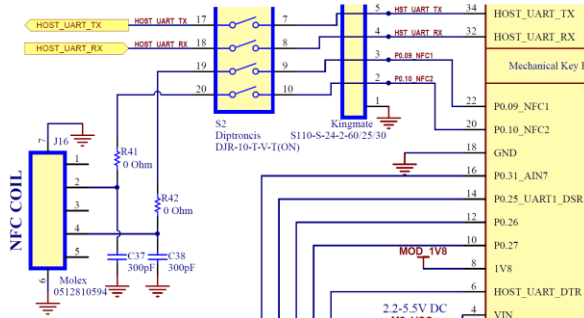 HOST_UART_TX HOST UART TX 17 7 5 HST UART TX 34 HOST_UART_TX
HOST_UART_RX HOST UART RX 18 8 4 HST UART RX 32 HOST_UART_RX
19 9 3 P0.09_NFC1 Mechanical Key
20 10 2 P0.10_NFC2
1 22 P0.09_NFC1
S2 Kingmate 20 P0.10_NFC2
Diptroncis S110-S-24-2-60/25/30
DJR-10-T-V-T(ON)
7 J16 R41 18 GND
0 Ohm
1 16 P0.31_AIN7
NFC COIL
2 14 P0.25_UART1_DSR
R42
0 Ohm
3 12 P0.26
4 10 P0.27
5 C37 C38 MOD_1V8
300pF 300pF 8 1V8
6 Molex 6 HOST_UART_DTR
0512810594
2.2-5.5V DC 4 VIN